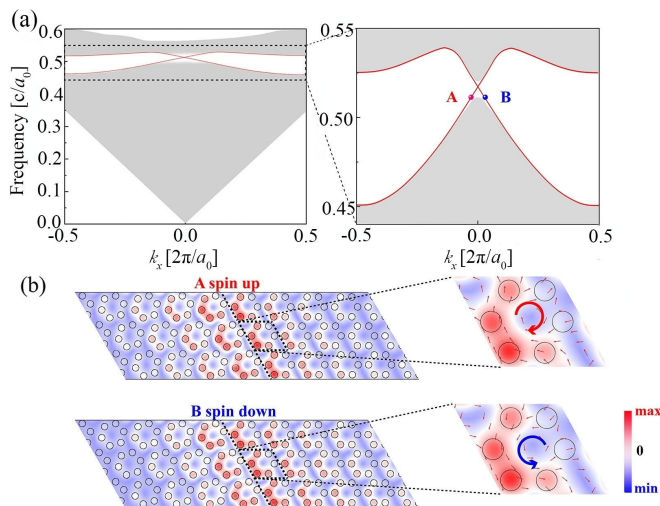 (a)
0.6
0.5
0.4
0.3
0.2
0.1
0.0
Frequency [c/a₀]
-0.5
0.0
0.5
kₓ[2π/a₀]
0.55
0.50
0.45
A
B
-0.5
0.0
0.5
kₓ[2π/a₀]
(b)
A spin up
B spin down
max
0
min